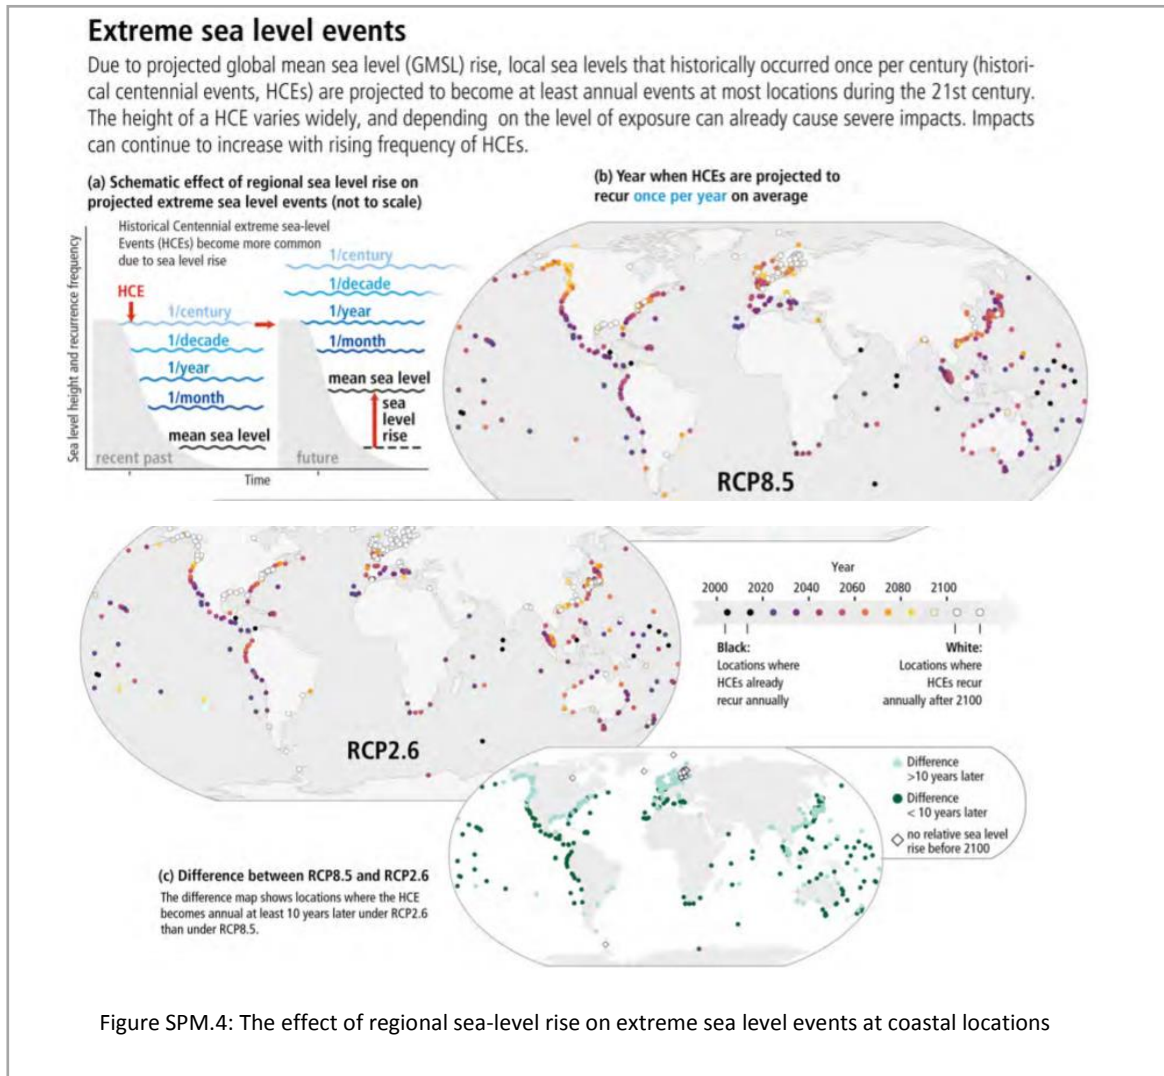 Extreme sea level events
Due to projected global mean sea level (GMSL) rise, local sea levels that historically occurred once per century (histori-
cal centennial events, HCEs) are projected to become at least annual events at most locations during the 21st century.
The height of a HCE varies widely, and depending on the level of exposure can already cause severe impacts. Impacts
can continue to increase with rising frequency of HCEs.
(a) Schematic effect of regional sea level rise on
projected extreme sea level events (not to scale)
Sea level height and recurrence frequency
Historical Centennial extreme sea-level
Events (HCEs) become more common
due to sea level rise
HCE
1/century
1/decade
1/year
1/month
mean sea level
recent past
1/century
1/decade
1/year
1/month
mean sea level
sea
level
rise
future
Time
(b) Year when HCEs are projected to
recur once per year on average
RCP8.5
RCP2.6
Year
2000 2020 2040 2060 2080 2100
Black:
Locations where
HCEs already
recur annually
White:
Locations where
HCEs recur
annually after 2100
(c) Difference between RCP8.5 and RCP2.6
The difference map shows locations where the HCE
becomes annual at least 10 years later under RCP2.6
than under RCP8.5.
Difference
>10 years later
Difference
< 10 years later
no relative sea level
rise before 2100
Figure SPM.4: The effect of regional sea-level rise on extreme sea level events at coastal locations